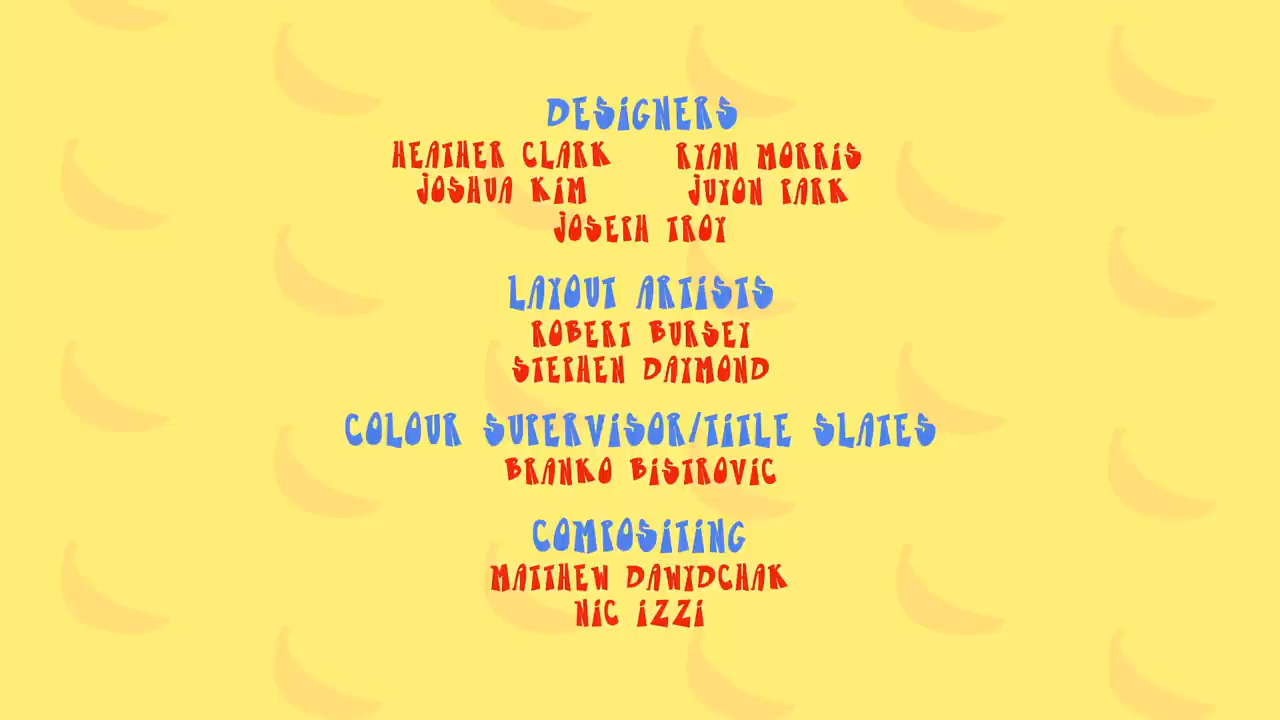 DESIGNERS
HEATHER CLARK RYAN MORRIS
JOSHUA KIM JUYON PARK
JOSEPH TROY
LAYOUT ARTISTS
ROBERT BURSEY
STEPHEN DAYMOND
COLOUR SUPERVISOR/TITLE SLATES
BRANKO BISTROVIC
COMPOSITING
MATTHEW DAWYDCHAK
NIC IZZI